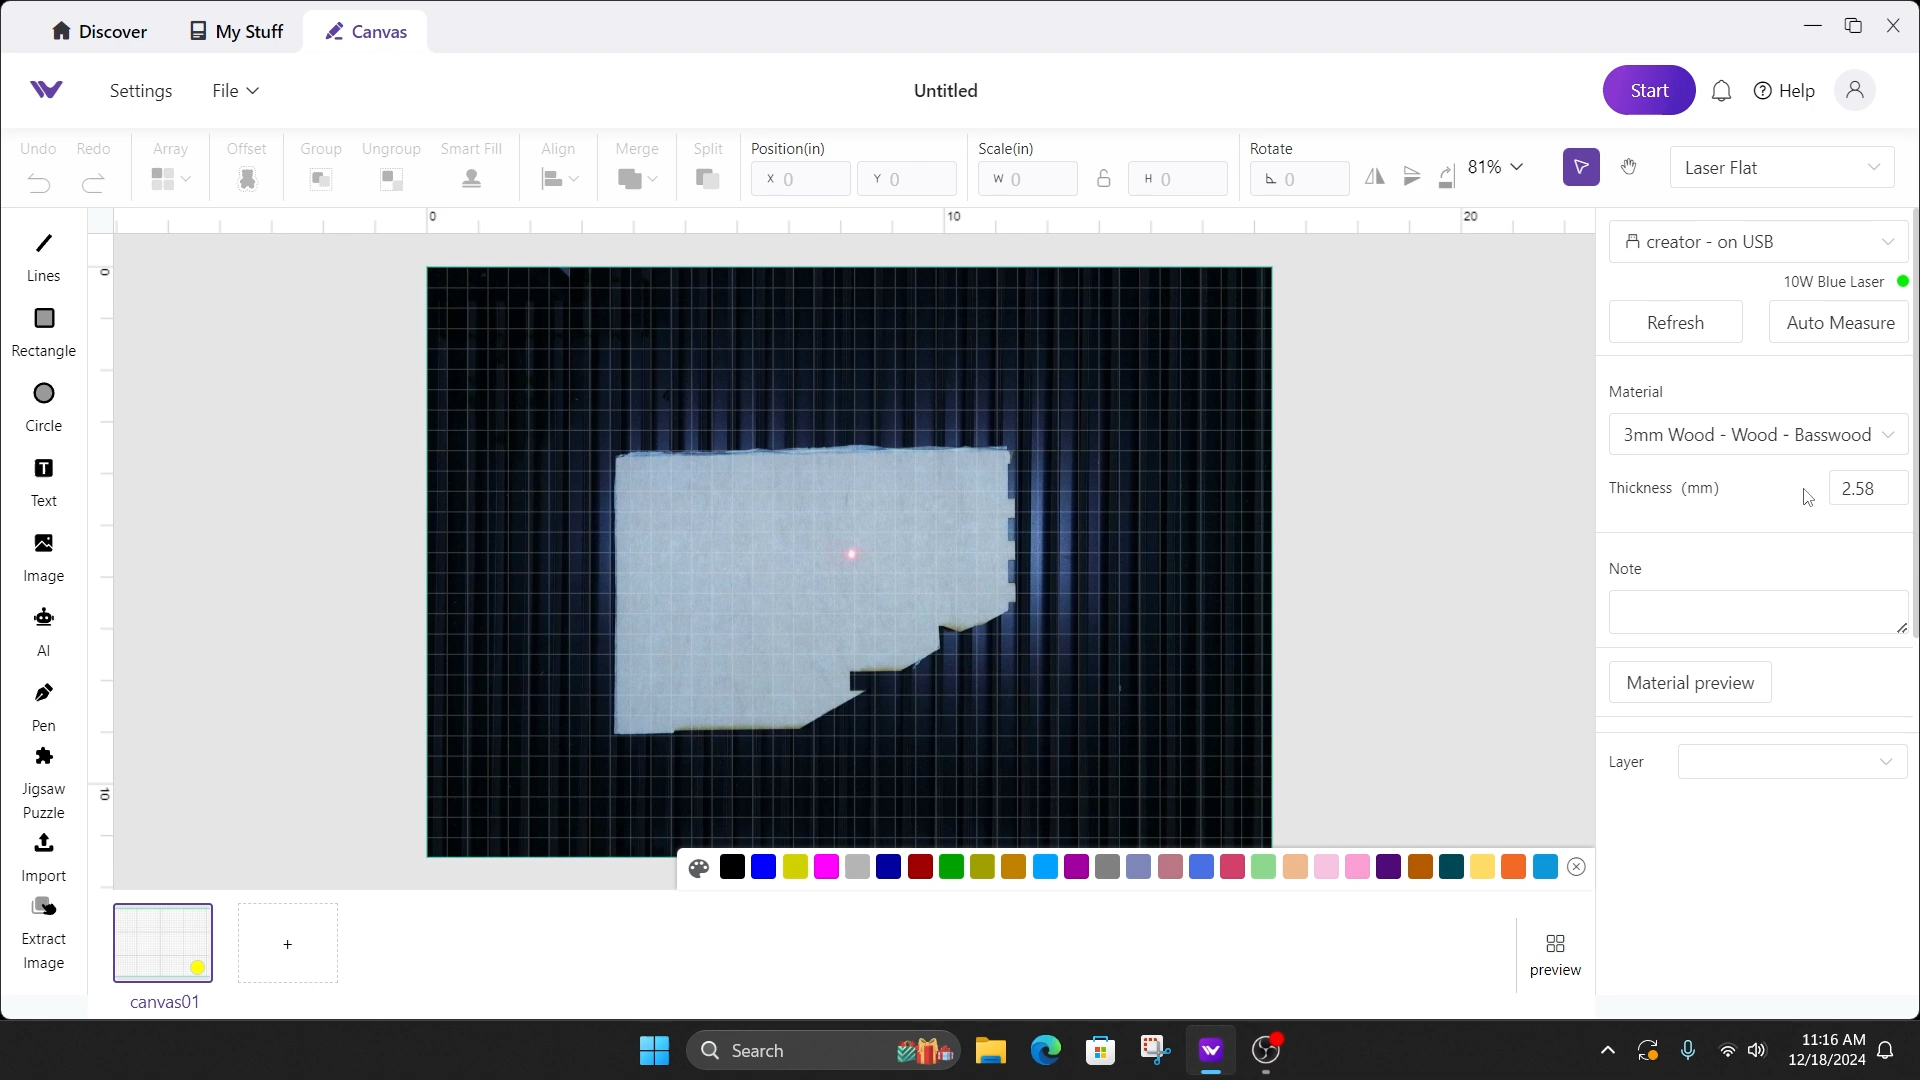 Discover
My Stuff
Canvas
Settings
File
Untitled
Start
Help
Undo
Redo
Array
Offset
Group
Ungroup
Smart Fill
Align
Merge
Split
Position(in)
X 0
Y 0
Scale(in)
W 0
H 0
Rotate
0
81%
Laser Flat
0
10
20
0
10
Lines
Rectangle
Circle
Text
Image
AI
Pen
Jigsaw
Puzzle
Import
Extract
Image
creator - on USB
10W Blue Laser
Refresh
Auto Measure
Material
3mm Wood - Wood - Basswood
Thickness (mm)
2.58
Note
Material preview
Layer
+
canvas01
preview
Search
11:16 AM
12/18/2024